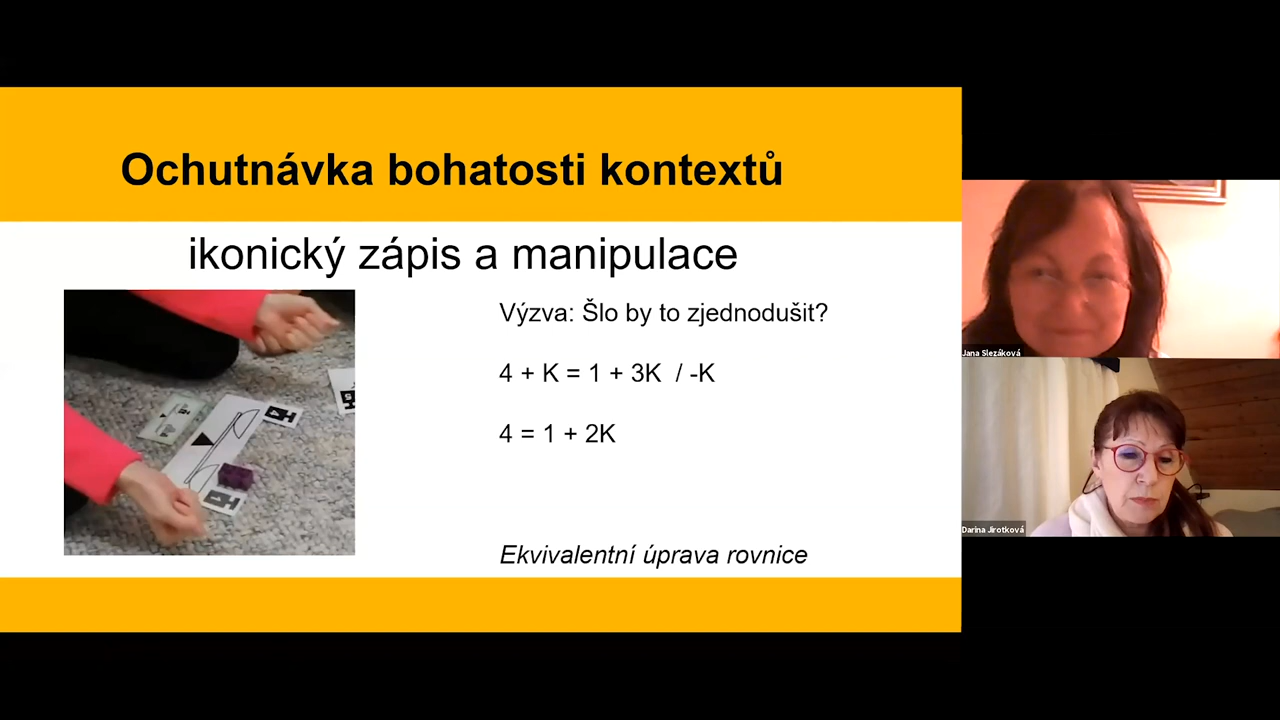 Ochutnávka bohatosti kontextů
ikonický zápis a manipulace
Výzva: Šlo by to zjednodušit?
4 + K = 1 + 3K / -K
4 = 1 + 2K
Ekvivalentní úprava rovnice
Jana Slezáková
Darina Jirotková